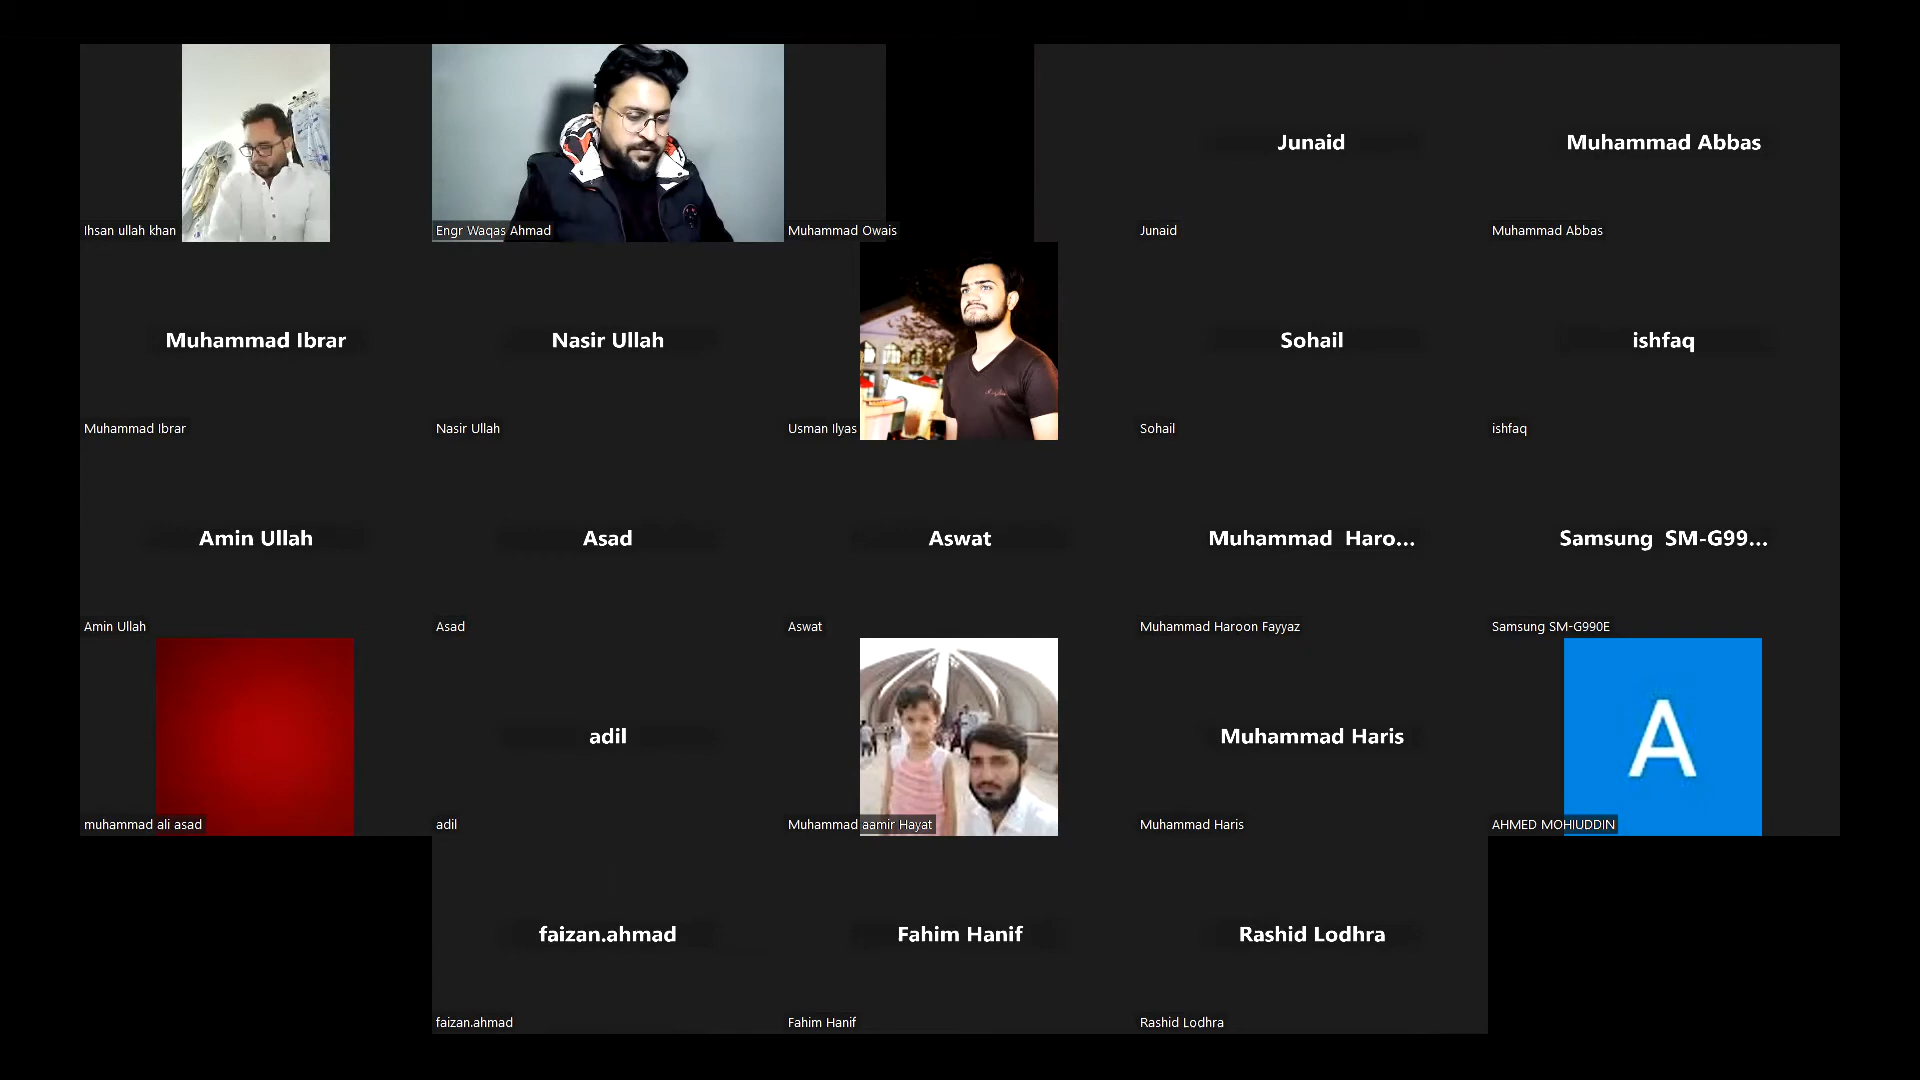 Ihsan ullah khan
Engr Waqas Ahmad
Muhammad Owais
Junaid
Junaid
Muhammad Abbas
Muhammad Abbas
Muhammad Ibrar
Muhammad Ibrar
Nasir Ullah
Nasir Ullah
Usman Ilyas
Sohail
Sohail
ishfaq
ishfaq
Amin Ullah
Amin Ullah
Asad
Asad
Aswat
Aswat
Muhammad Haro...
Muhammad Haroon Fayyaz
Samsung SM-G99...
Samsung SM-G990E
muhammad ali asad
adil
adil
Muhammad aamir Hayat
Muhammad Haris
Muhammad Haris
A
AHMED MOHIUDDIN
faizan.ahmad
faizan.ahmad
Fahim Hanif
Fahim Hanif
Rashid Lodhra
Rashid Lodhra